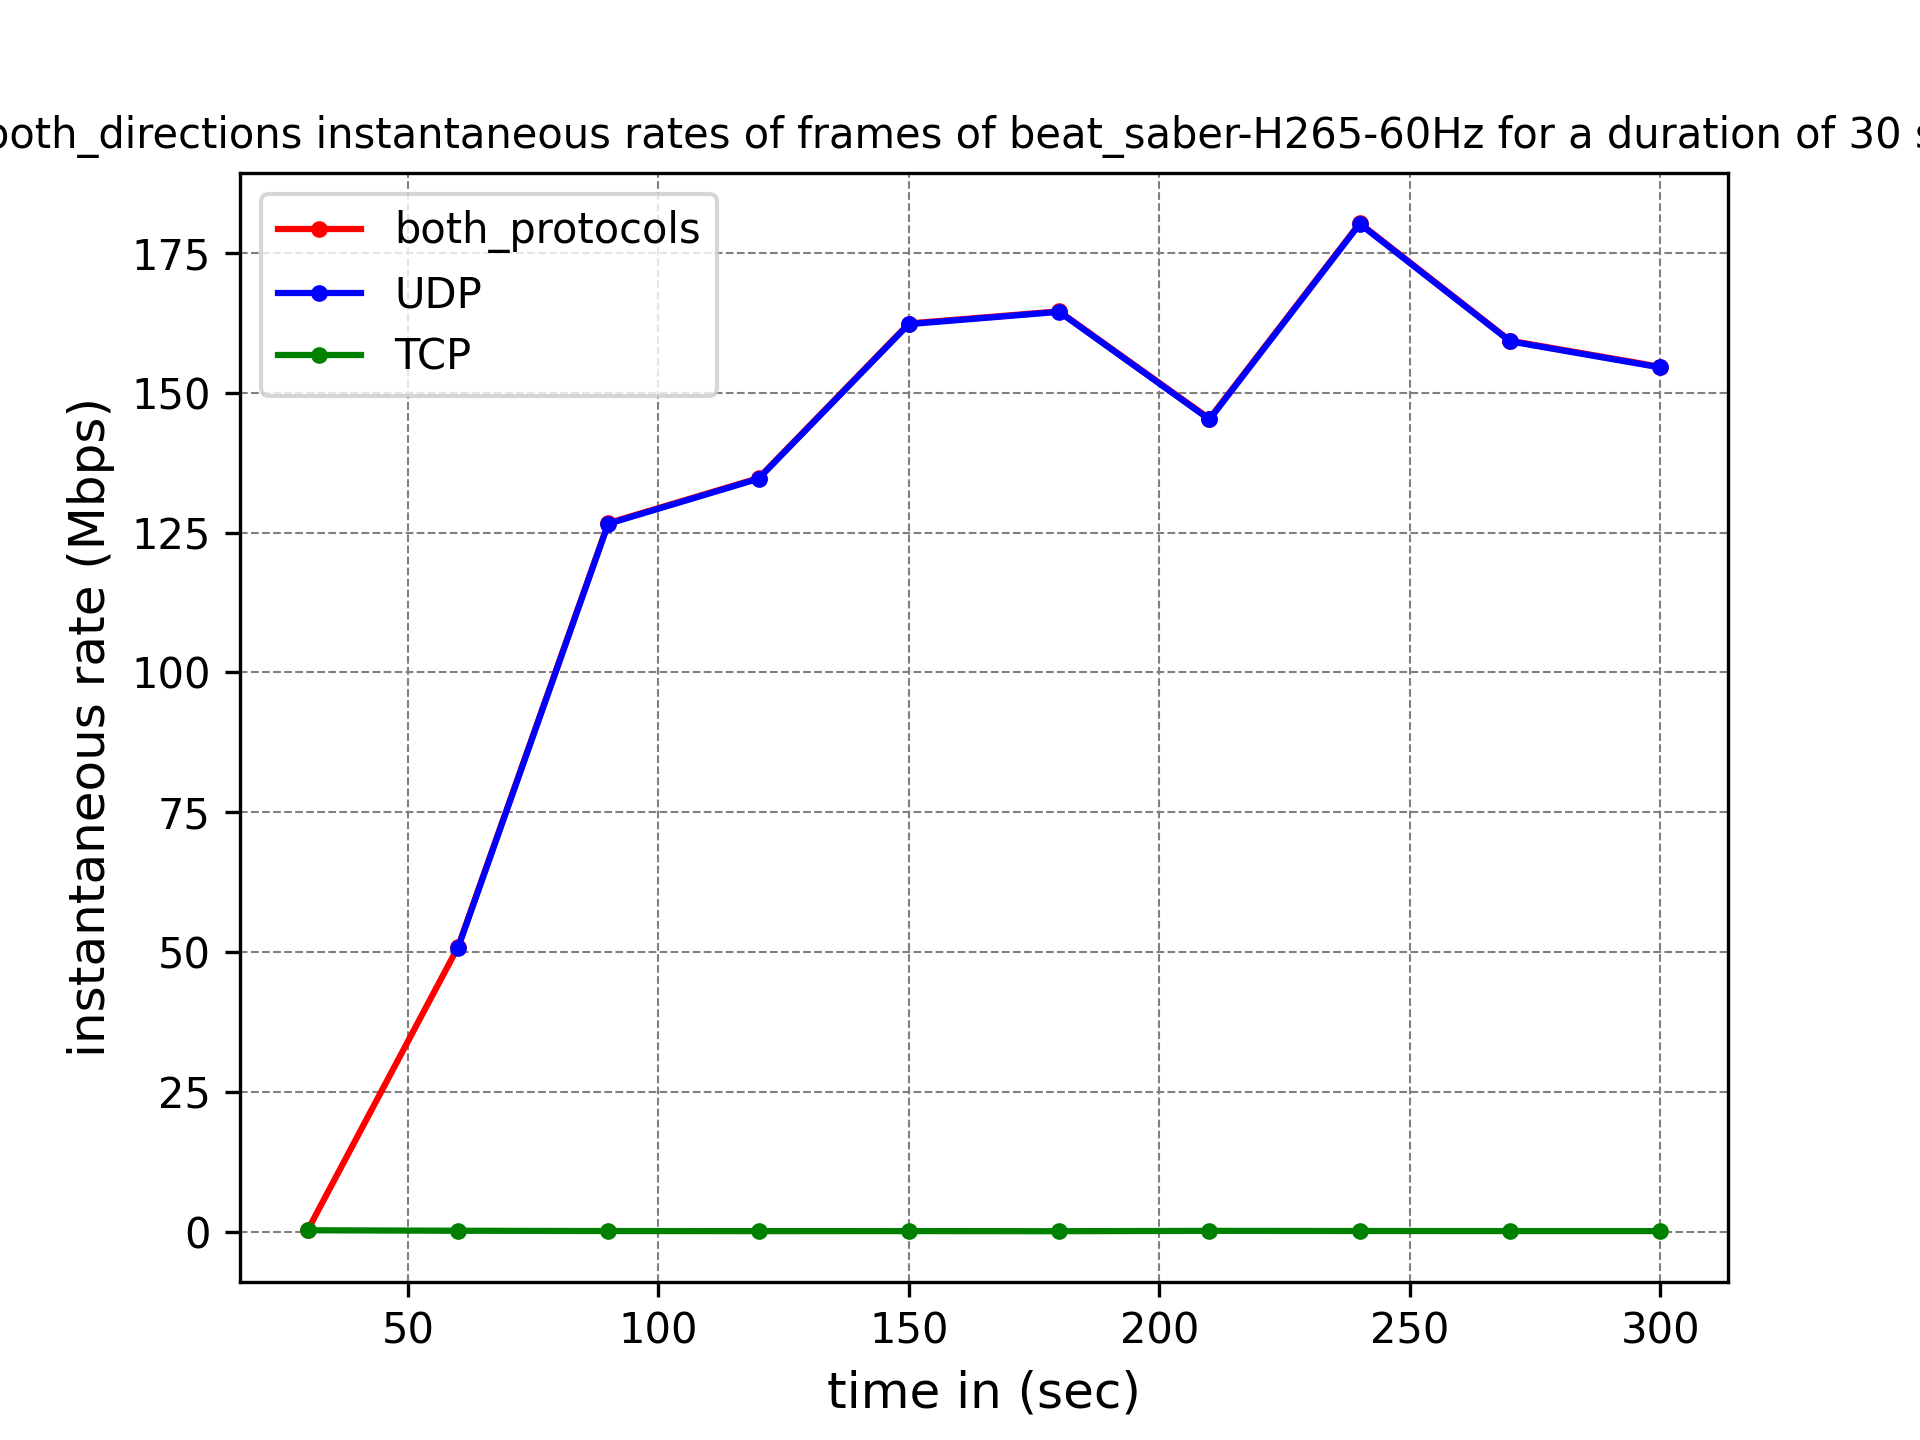 both_directions instantaneous rates of frames of beat_saber-H265-60Hz for a duration of 30
both_protocols
UDP
TCP
instantaneous rate (Mbps)
175
150
125
100
75
50
25
0
50 100 150 200 250 300
time in (sec)